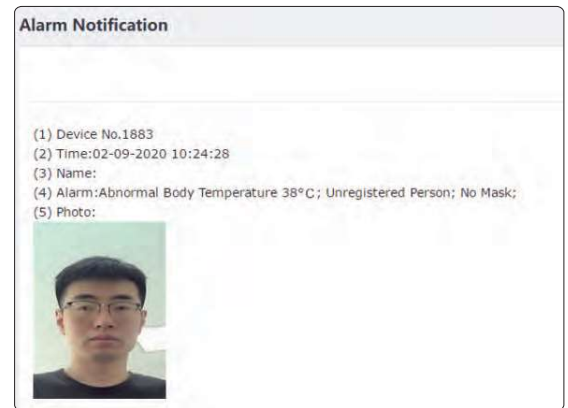 Alarm Notification
(1) Device No.1883
(2) Time:02-09-2020 10:24:28
(3) Name:
(4) Alarm:Abnormal Body Temperature 38°C; Unregistered Person; No Mask;
(5) Photo: